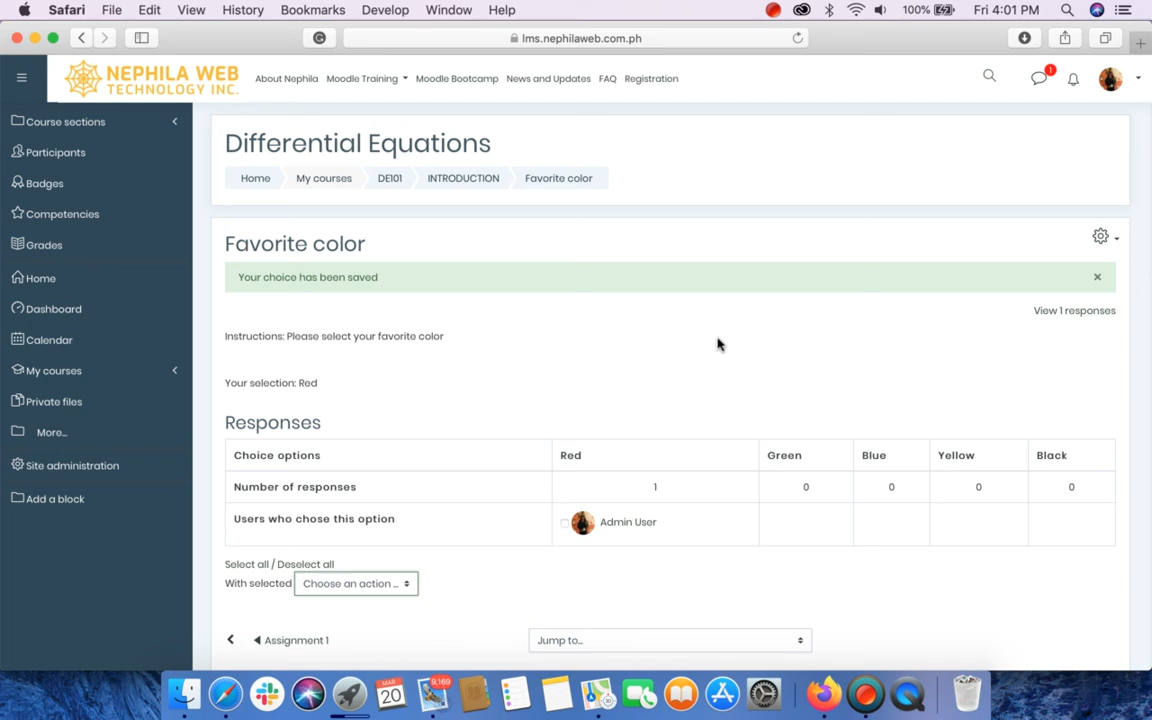 Safari File Edit View History Bookmarks Develop Window Help 100% Fri 4:01 PM
lms.nephilaweb.com.ph
NEPHILA WEB
TECHNOLOGY INC.
About Nephila Moodle Training Moodle Bootcamp News and Updates FAQ Registration
1
Course sections
Participants
Badges
Competencies
Grades
Home
Dashboard
Calendar
My courses
Private files
More...
Site administration
Add a block
Differential Equations
Home My courses DE101 INTRODUCTION Favorite color
Favorite color
Your choice has been saved ×
View 1 responses
Instructions: Please select your favorite color
Your selection: Red
Responses
Choice options Red Green Blue Yellow Black
Number of responses 1 0 0 0 0
Users who chose this option Admin User
Select all / Deselect all
With selected Choose an action ...
◀ Assignment 1 Jump to...
MAR
20
9,169